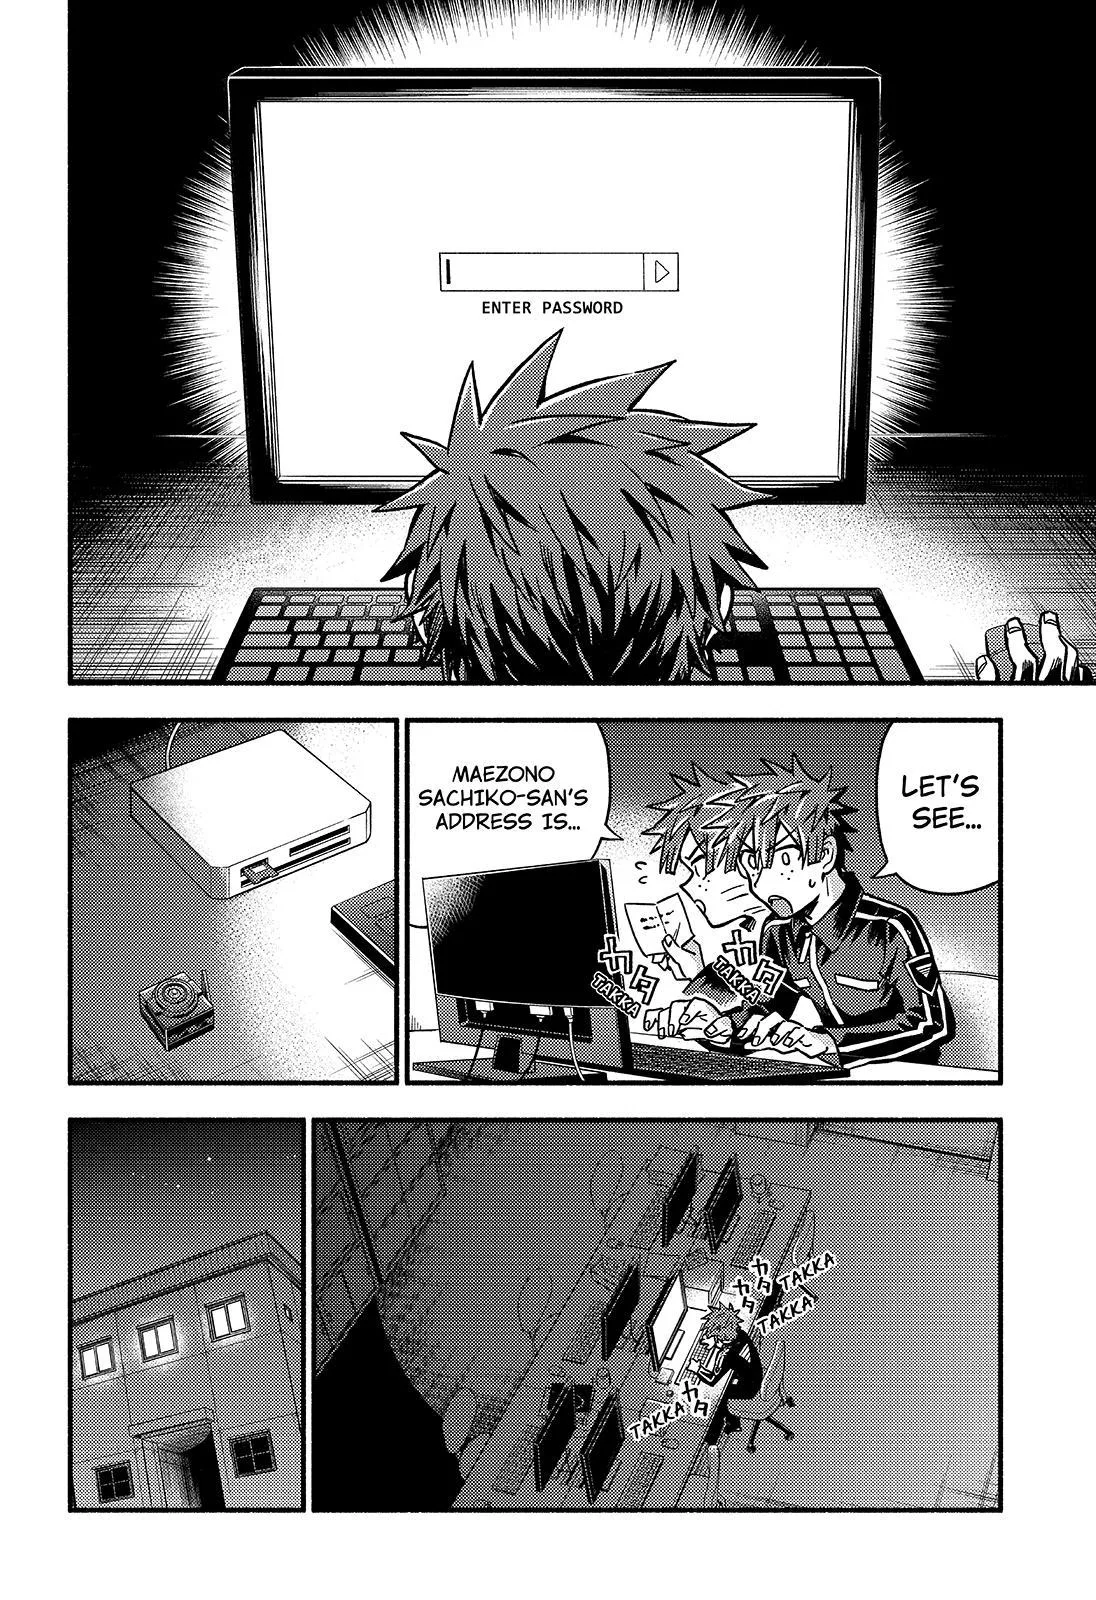 ENTER PASSWORD
LET'S
SEE...
MAEZONO
SACHIKO-SAN'S
ADDRESS IS...
カタ
TAKKA
カタ
TAKKA
カタ
TAKKA
カタ
TAKKA
カタ
TAKKA